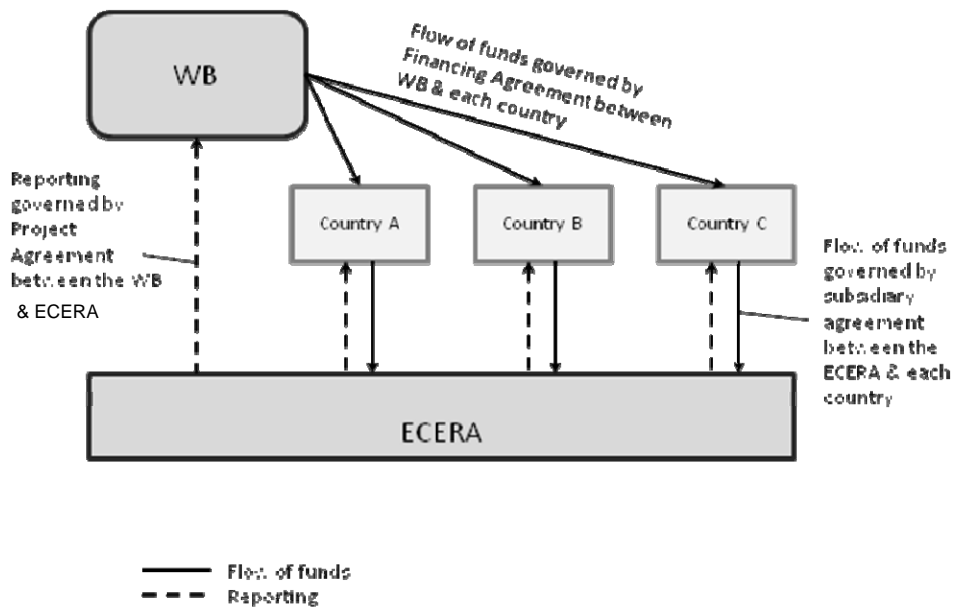 WB
Flow of funds governed by
Financing Agreement between
WB & each country
Reporting
governed by
Project
Agreement
between the WB
& ECERA
Country A
Country B
Country C
Flow of funds
governed by
subsidiary
agreement
between the
ECERA & each
country
ECERA
Flow of funds
Reporting